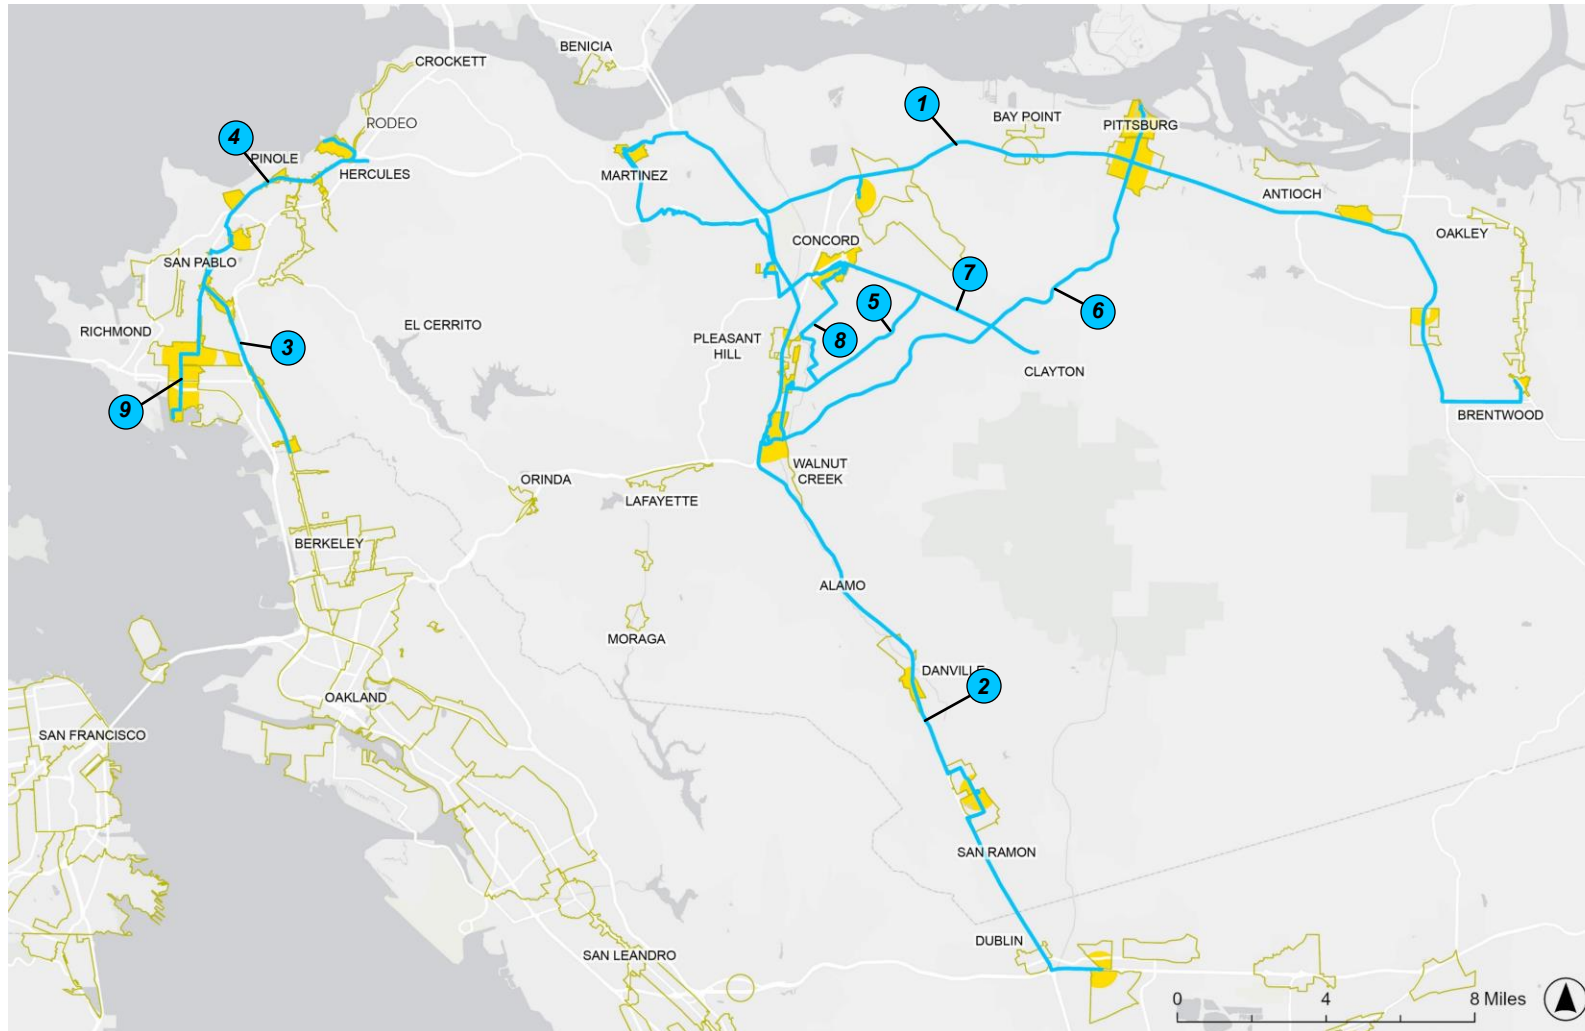 BENICIA
CROCKETT
1
BAY POINT
RODEO
PITTSBURG
4
PINOLE
HERCULES
MARTINEZ
ANTIOCH
OAKLEY
CONCORD
SAN PABLO
7
6
5
RICHMOND
EL CERRITO
PLEASANT
HILL
8
3
CLAYTON
9
BRENTWOOD
WALNUT
CREEK
ORINDA
LAFAYETTE
BERKELEY
ALAMO
MORAGA
DANVILLE
2
OAKLAND
SAN FRANCISCO
SAN RAMON
DUBLIN
SAN LEANDRO
0 4 8 Miles